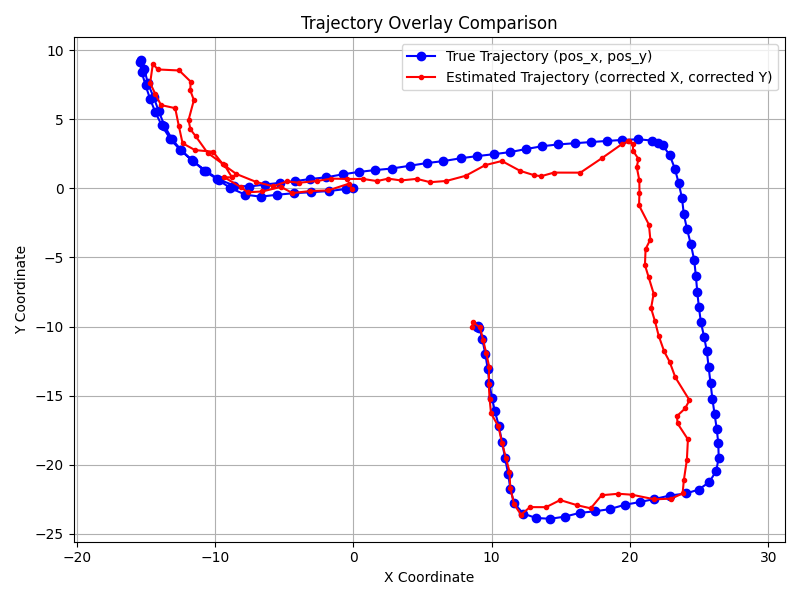 Trajectory Overlay Comparison
True Trajectory (pos_x, pos_y)
Estimated Trajectory (corrected X, corrected Y)
Y Coordinate
10
5
0
−5
−10
−15
−20
−25
−20
−10
0
10
20
30
X Coordinate